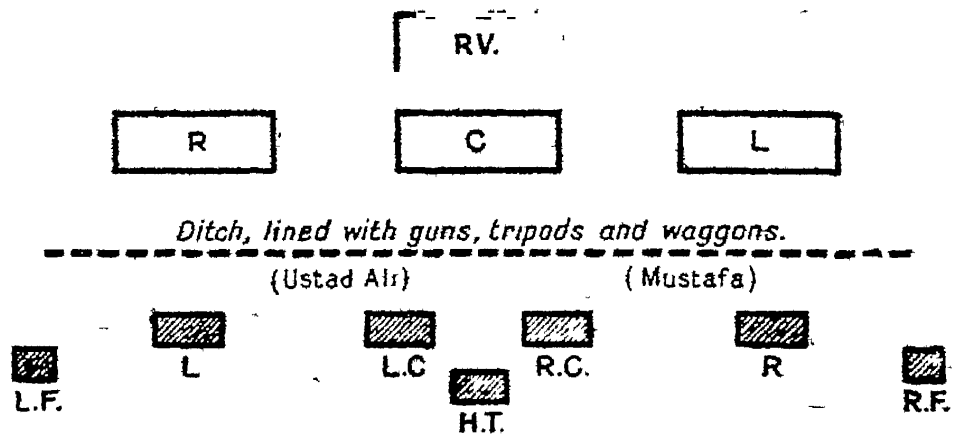 RV.
R C L
Ditch, lined with guns, tripods and waggons.
(Ustad Ali) (Mustafa)
L L.C R.C. R
L.F. H.T. R.F.